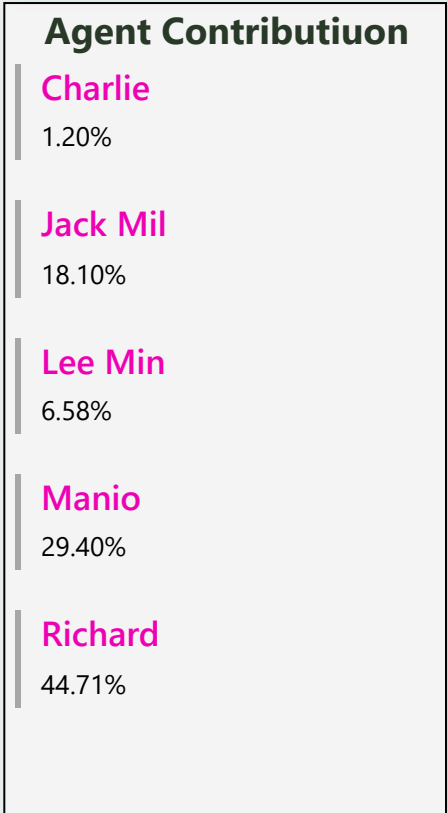 Agent Contributiuon
Charlie
1.20%
Jack Mil
18.10%
Lee Min
6.58%
Manio
29.40%
Richard
44.71%